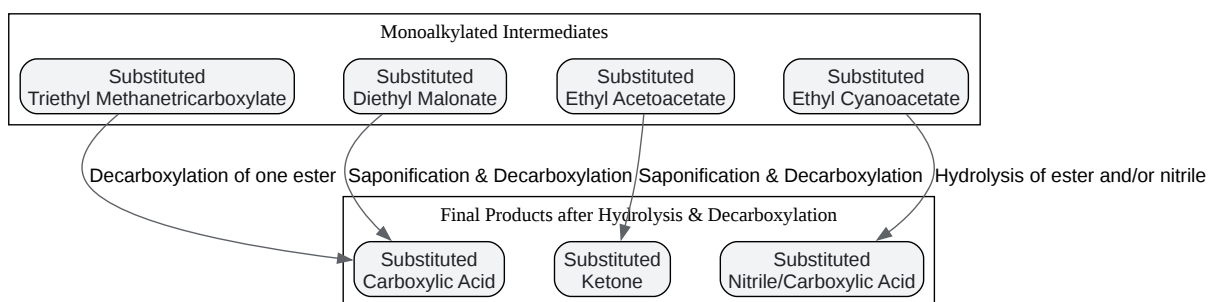 Monoalkylated Intermediates
Substituted
Triethyl Methanetricarboxylate
Substituted
Diethyl Malonate
Substituted
Ethyl Acetoacetate
Substituted
Ethyl Cyanoacetate
Decarboxylation of one ester
Saponification & Decarboxylation
Saponification & Decarboxylation
Hydrolysis of ester and/or nitrile
Final Products after Hydrolysis & Decarboxylation
Substituted
Carboxylic Acid
Substituted
Ketone
Substituted
Nitrile/Carboxylic Acid